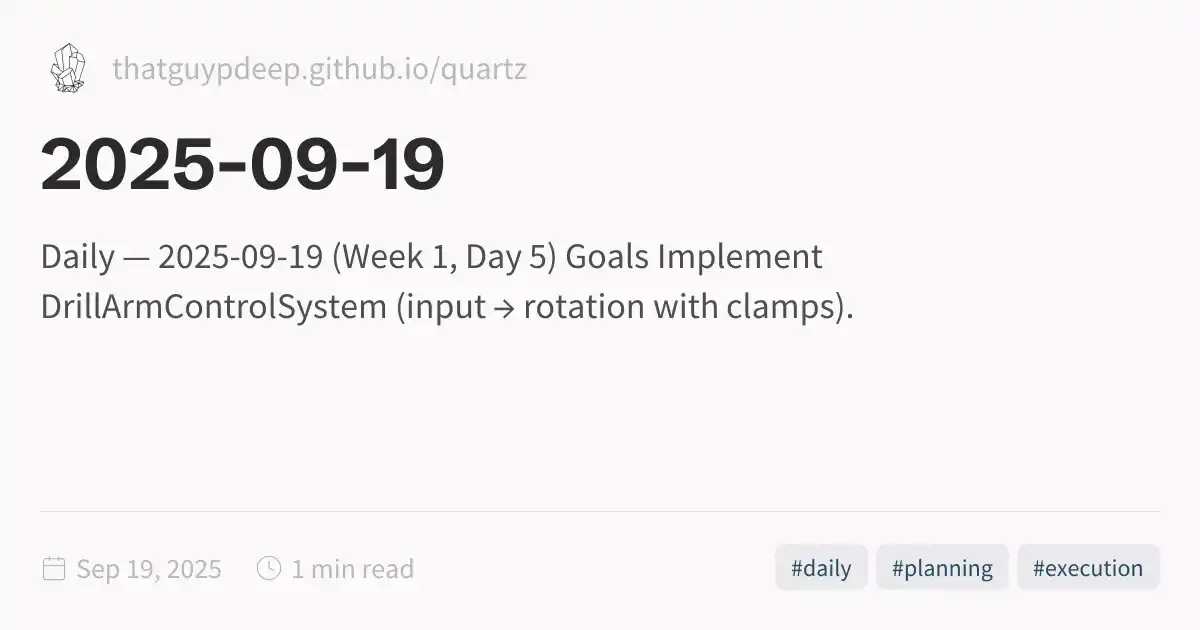 thatguypdeep.github.io/quartz
2025-09-19
Daily — 2025-09-19 (Week 1, Day 5) Goals Implement
DrillArmControlSystem (input → rotation with clamps).
Sep 19, 2025 1 min read #daily #planning #execution